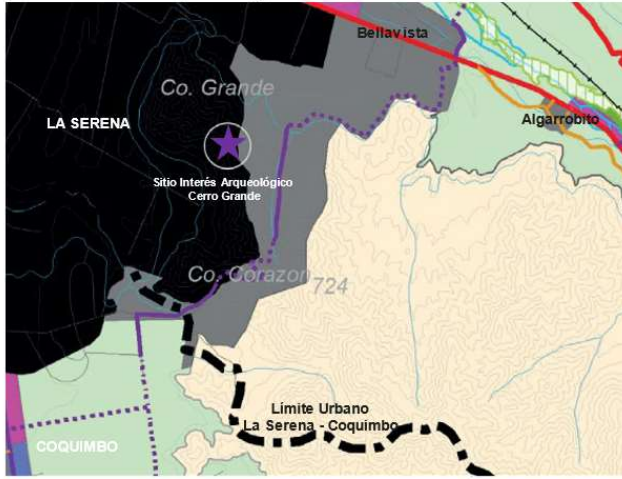 Bellavista
Co. Grande
LA SERENA
Algarrobito
Sitio Interés Arqueológico
Cerro Grande
Co. Corazon
724
Límite Urbano
La Serena - Coquimbo
COQUIMBO